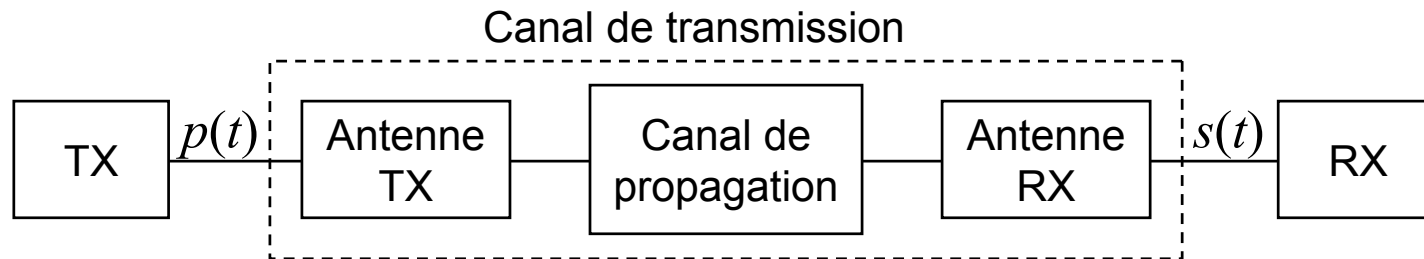 Canal de transmission
TX
p(t)
Antenne
TX
Canal de
propagation
Antenne
RX
s(t)
RX